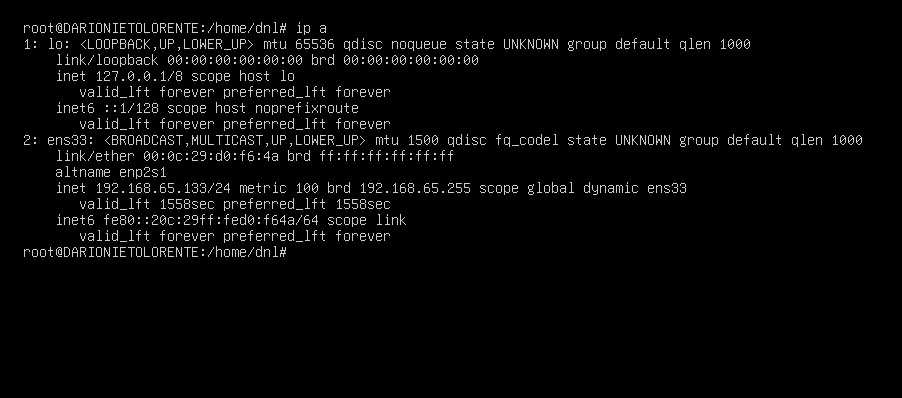 root@DARIONIETOLORENTE:/home/dnl# ip a
1: lo: <LOOPBACK,UP,LOWER_UP> mtu 65536 qdisc noqueue state UNKNOWN group default qlen 1000
    link/loopback 00:00:00:00:00:00 brd 00:00:00:00:00:00
    inet 127.0.0.1/8 scope host lo
       valid_lft forever preferred_lft forever
    inet6 ::1/128 scope host noprefixroute
       valid_lft forever preferred_lft forever
2: ens33: <BROADCAST,MULTICAST,UP,LOWER_UP> mtu 1500 qdisc fq_codel state UNKNOWN group default qlen 1000
    link/ether 00:0c:29:d0:f6:4a brd ff:ff:ff:ff:ff:ff
    altname enp2s1
    inet 192.168.65.133/24 metric 100 brd 192.168.65.255 scope global dynamic ens33
       valid_lft 1558sec preferred_lft 1558sec
    inet6 fe80::20c:29ff:fed0:f64a/64 scope link
       valid_lft forever preferred_lft forever
root@DARIONIETOLORENTE:/home/dnl#